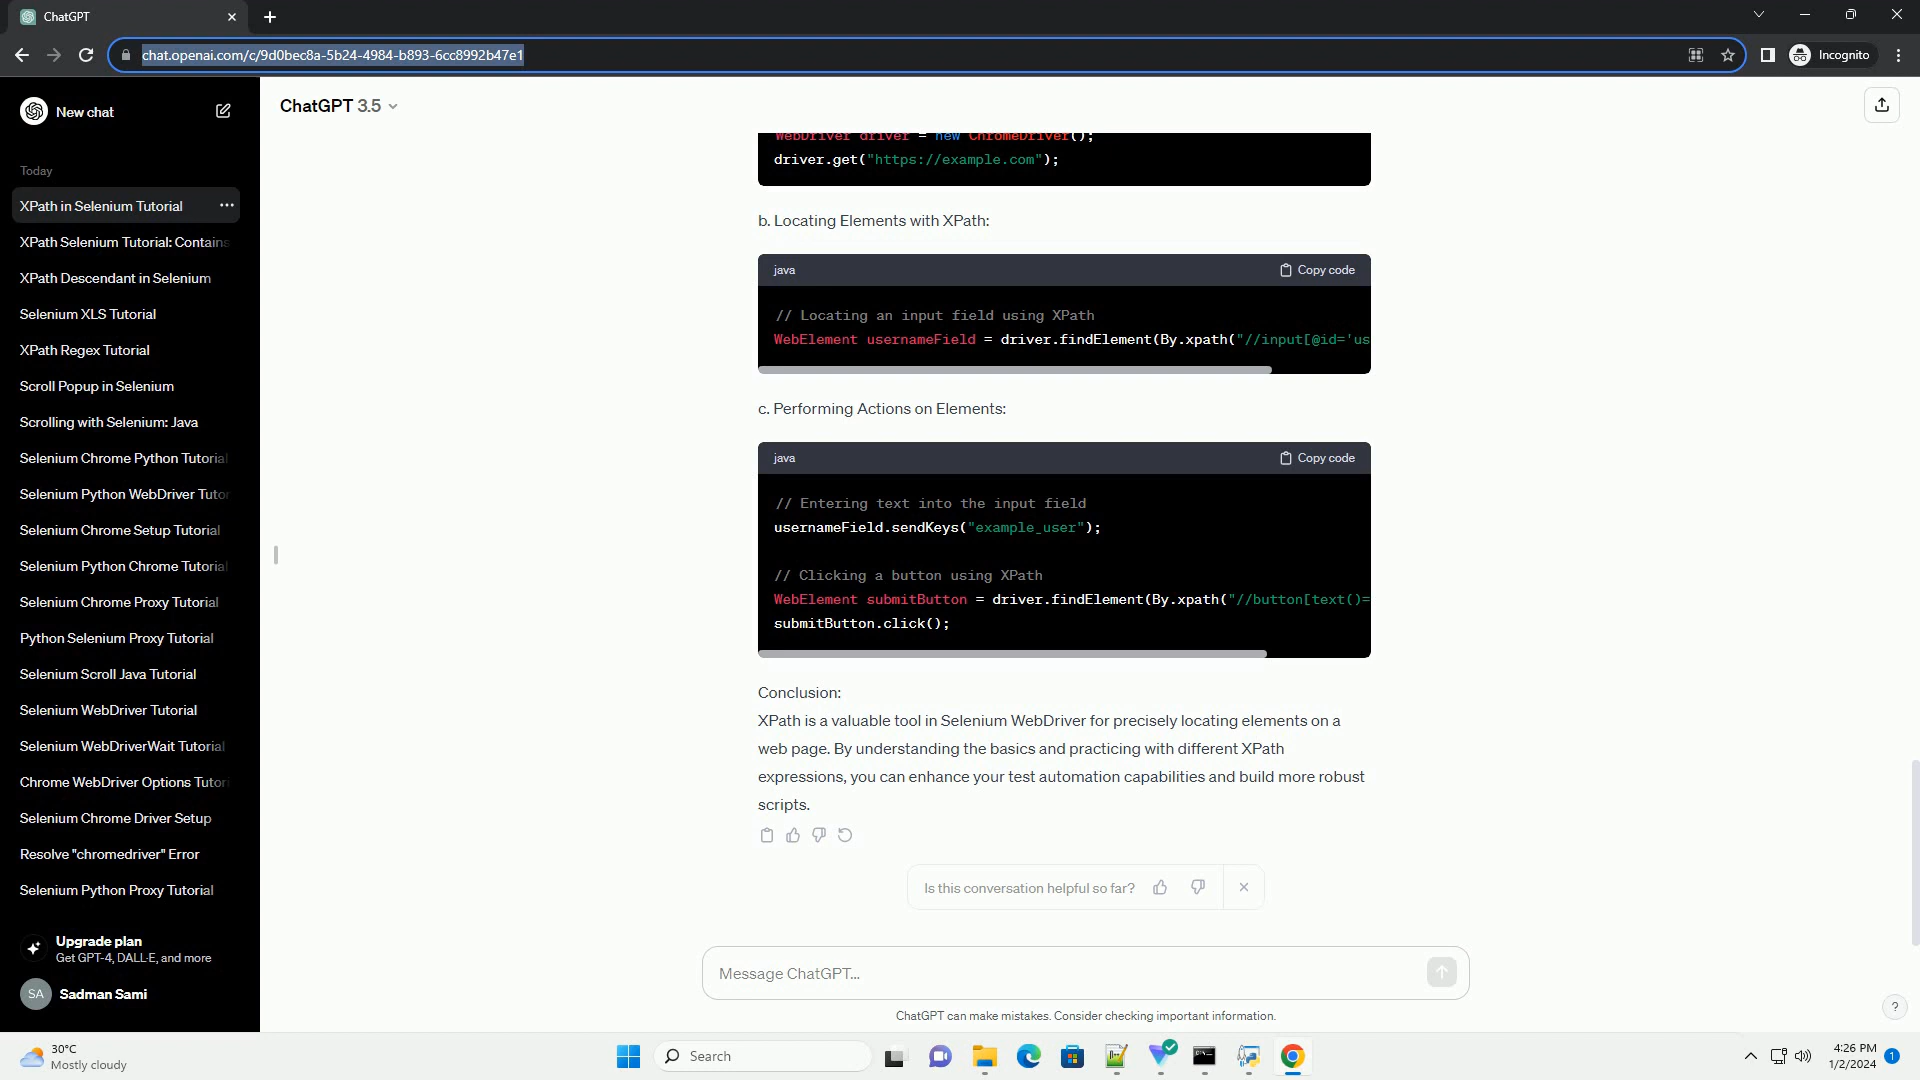 ChatGPT
chat.openai.com/c/9d0bec8a-5b24-4984-b893-6cc8992b47e1
Incognito
New chat
Today
XPath in Selenium Tutorial
XPath Selenium Tutorial: Contains
XPath Descendant in Selenium
Selenium XLS Tutorial
XPath Regex Tutorial
Scroll Popup in Selenium
Scrolling with Selenium: Java
Selenium Chrome Python Tutorial
Selenium Python WebDriver Tutor
Selenium Chrome Setup Tutorial
Selenium Python Chrome Tutorial
Selenium Chrome Proxy Tutorial
Python Selenium Proxy Tutorial
Selenium Scroll Java Tutorial
Selenium WebDriver Tutorial
Selenium WebDriverWait Tutorial
Chrome WebDriver Options Tutori
Selenium Chrome Driver Setup
Resolve "chromedriver" Error
Selenium Python Proxy Tutorial
Upgrade plan
Get GPT-4, DALL·E, and more
SA Sadman Sami
ChatGPT 3.5
WebDriver driver = new ChromeDriver();
driver.get("https://example.com");
b. Locating Elements with XPath:
java Copy code
// Locating an input field using XPath
WebElement usernameField = driver.findElement(By.xpath("//input[@id='us
c. Performing Actions on Elements:
java Copy code
// Entering text into the input field
usernameField.sendKeys("example_user");
// Clicking a button using XPath
WebElement submitButton = driver.findElement(By.xpath("//button[text()=
submitButton.click();
Conclusion:
XPath is a valuable tool in Selenium WebDriver for precisely locating elements on a
web page. By understanding the basics and practicing with different XPath
expressions, you can enhance your test automation capabilities and build more robust
scripts.
Is this conversation helpful so far?
Message ChatGPT...
ChatGPT can make mistakes. Consider checking important information.
?
30°C
Mostly cloudy
Search
4:26 PM
1/2/2024
1